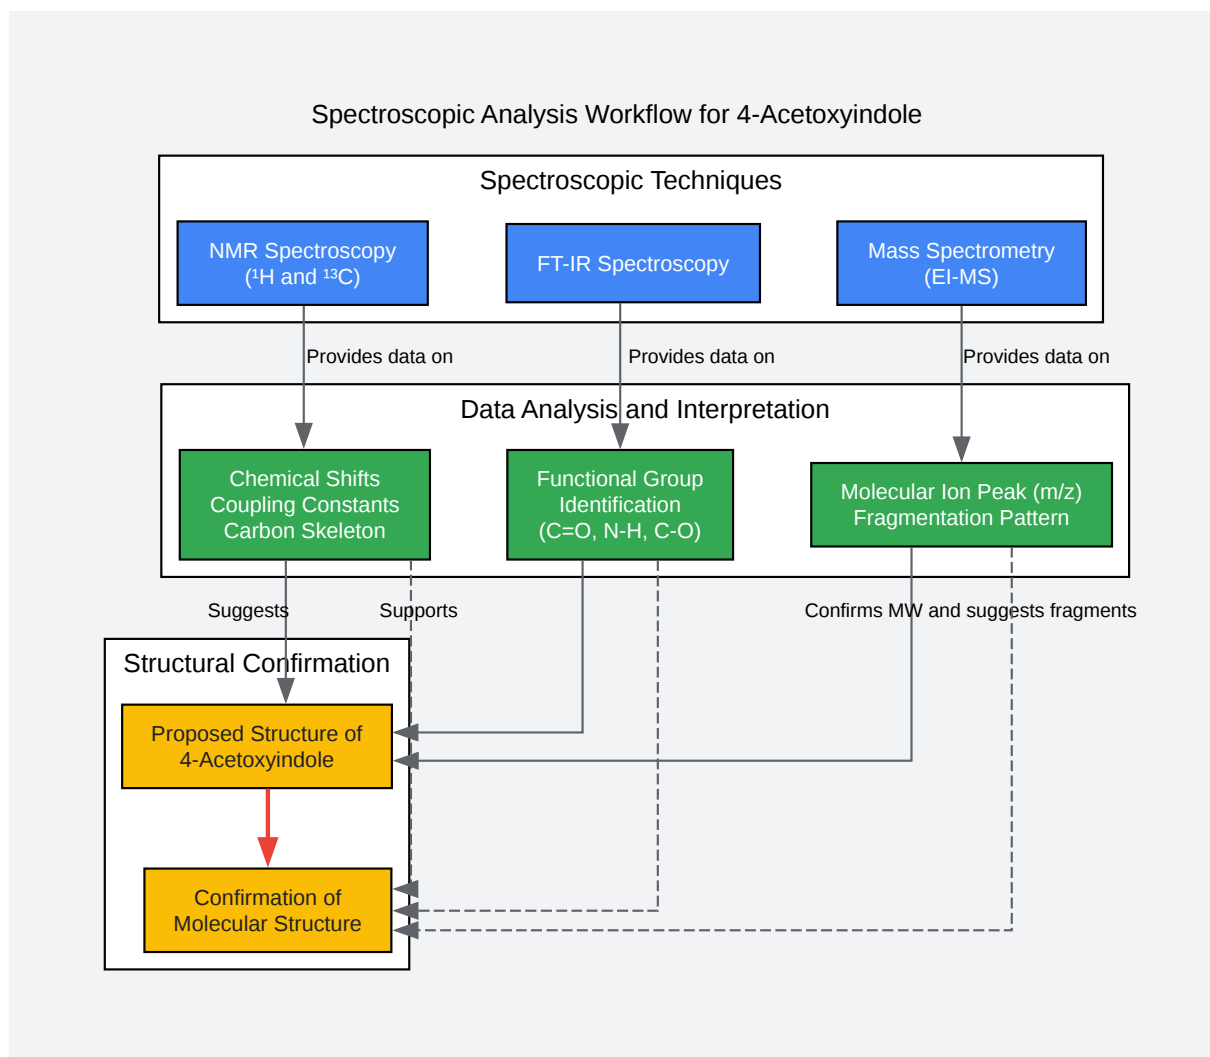 Spectroscopic Analysis Workflow for 4-Acetoxyindole
Spectroscopic Techniques
NMR Spectroscopy
(¹H and ¹³C)
FT-IR Spectroscopy
Mass Spectrometry
(EI-MS)
Provides data on
Provides data on
Provides data on
Data Analysis and Interpretation
Chemical Shifts
Coupling Constants
Carbon Skeleton
Functional Group
Identification
(C=O, N-H, C-O)
Molecular Ion Peak (m/z)
Fragmentation Pattern
Suggests
Supports
Confirms MW and suggests fragments
Structural Confirmation
Proposed Structure of
4-Acetoxyindole
Confirmation of
Molecular Structure